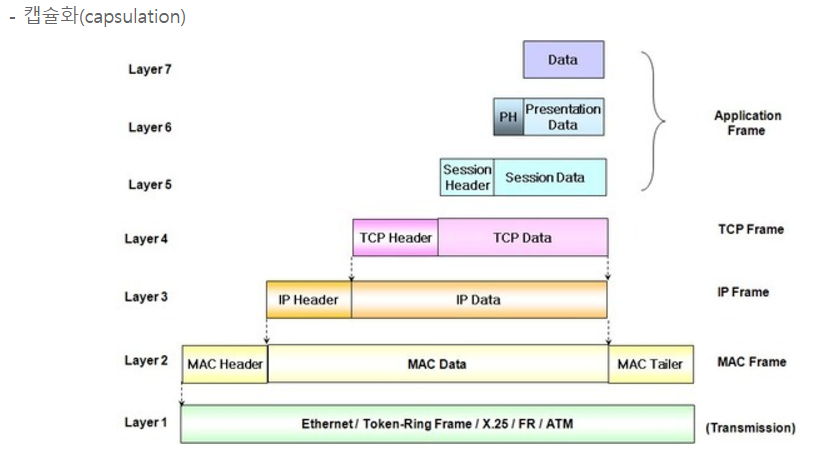 - 캡슐화(capsulation)
Layer 7
Data
Layer 6
PH
Presentation
Data
Application
Frame
Layer 5
Session
Header
Session Data
Layer 4
TCP Header
TCP Data
TCP Frame
Layer 3
IP Header
IP Data
IP Frame
Layer 2
MAC Header
MAC Data
MAC Tailer
MAC Frame
Layer 1
Ethernet / Token-Ring Frame / X.25 / FR / ATM
(Transmission)